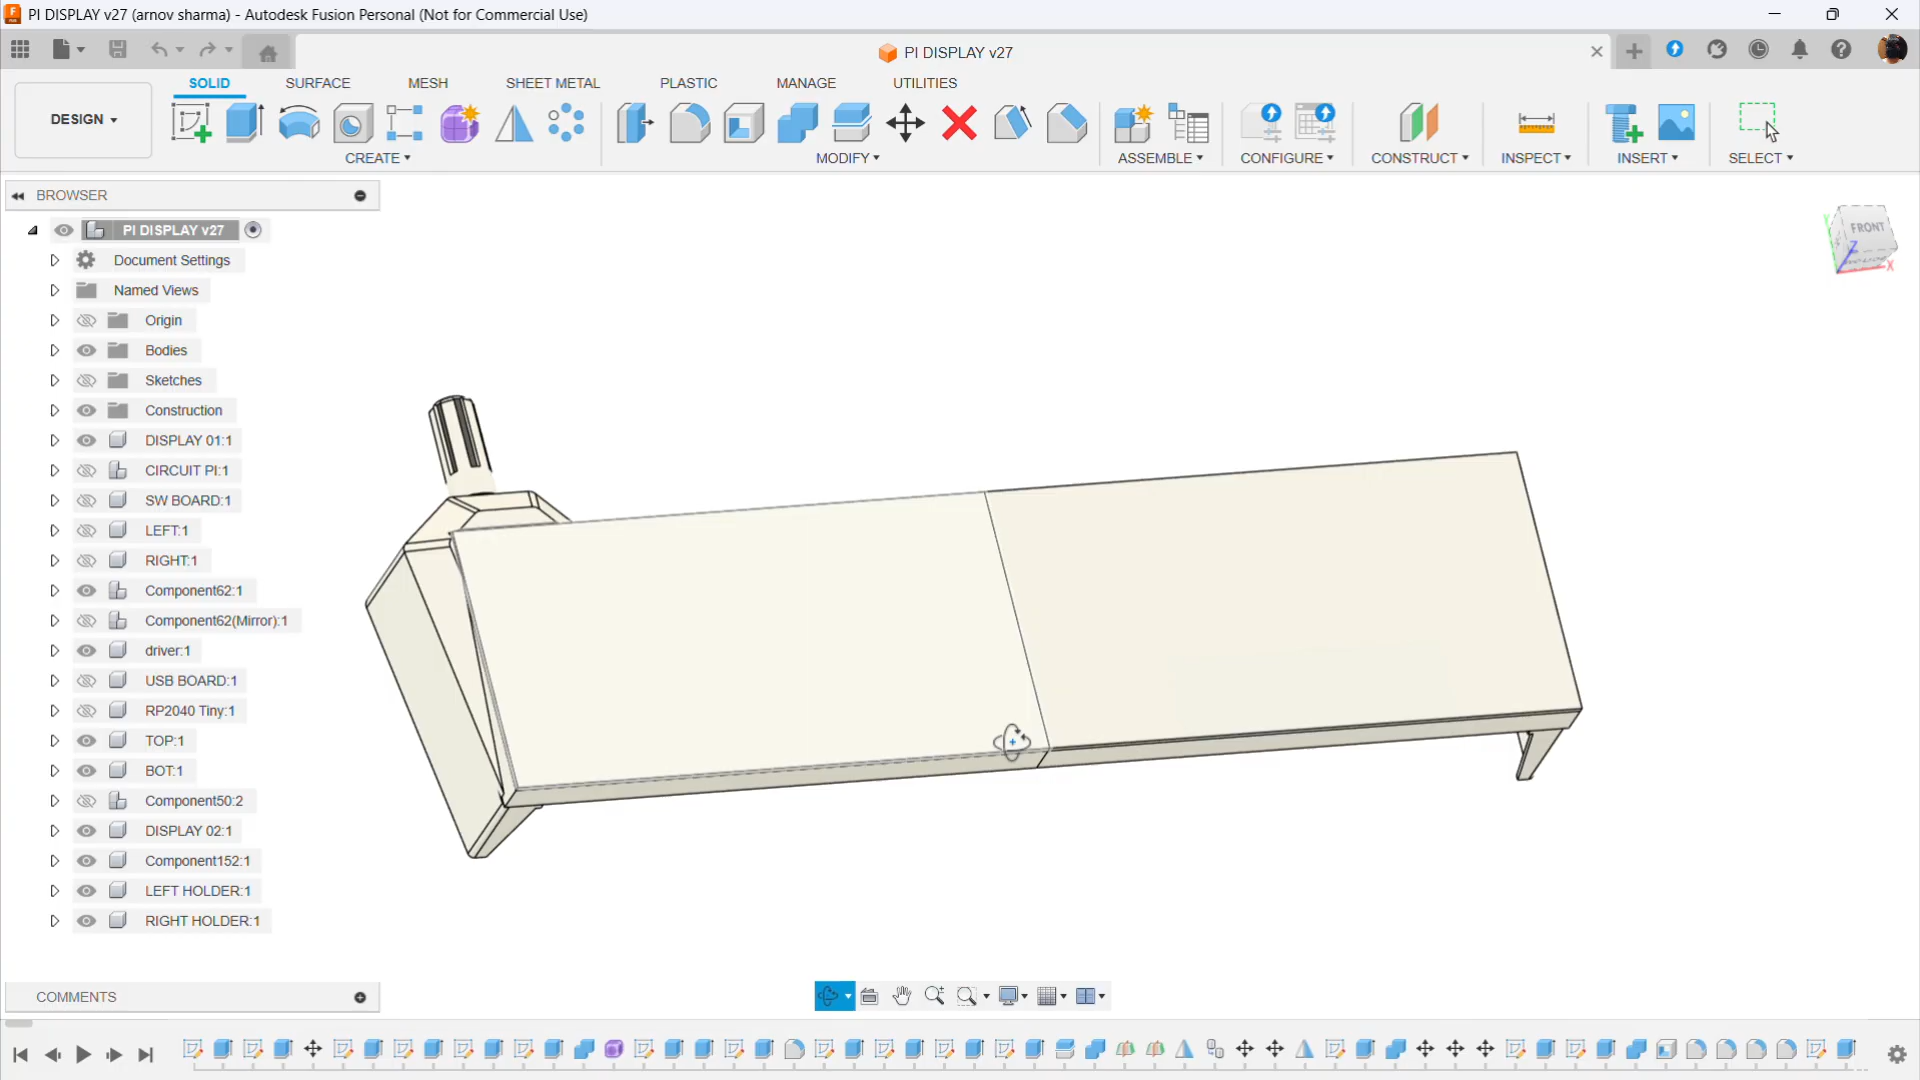 PI DISPLAY v27 (arnov sharma) - Autodesk Fusion Personal (Not for Commercial Use)
PI DISPLAY v27
DESIGN
SOLID
SURFACE
MESH
SHEET METAL
PLASTIC
MANAGE
UTILITIES
CREATE
MODIFY
ASSEMBLE
CONFIGURE
CONSTRUCT
INSPECT
INSERT
SELECT
BROWSER
PI DISPLAY v27
Document Settings
Named Views
Origin
Bodies
Sketches
Construction
DISPLAY 01:1
CIRCUIT PI:1
SW BOARD:1
LEFT:1
RIGHT:1
Component62:1
Component62(Mirror):1
driver:1
USB BOARD:1
RP2040 Tiny:1
TOP:1
BOT:1
Component50:2
DISPLAY 02:1
Component152:1
LEFT HOLDER:1
RIGHT HOLDER:1
FRONT
Y
Z
X
COMMENTS